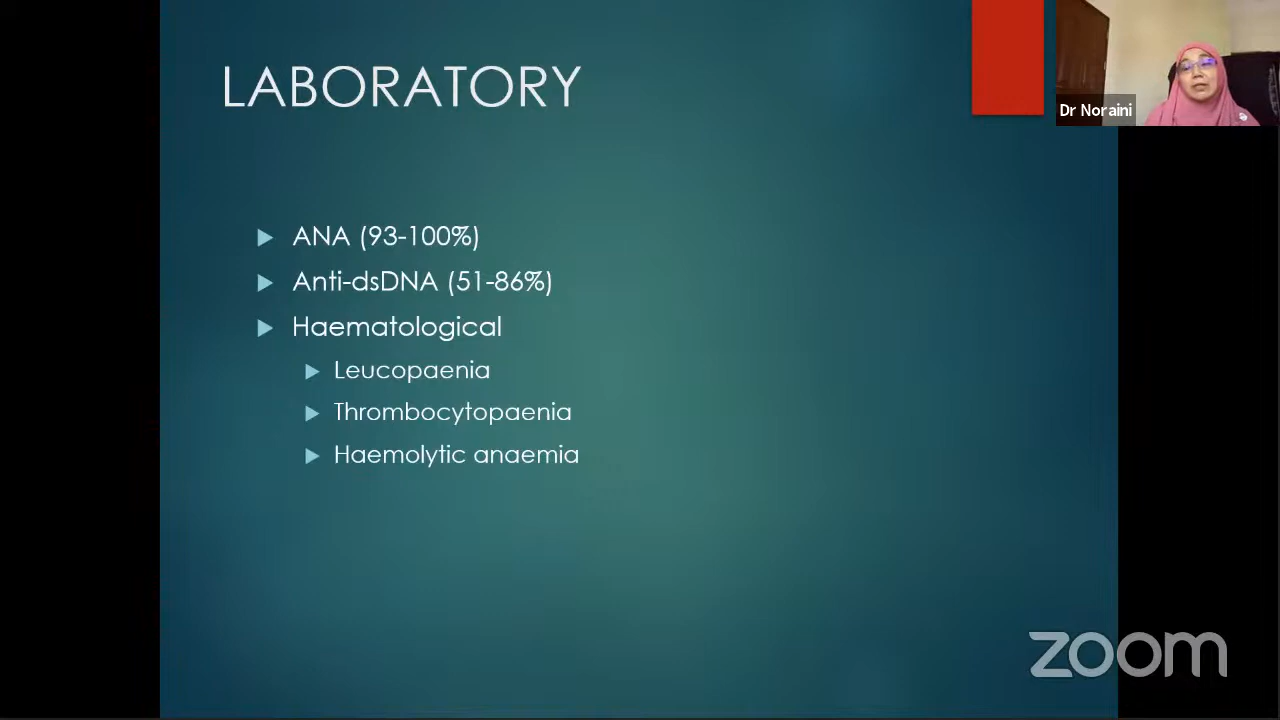 LABORATORY
Dr Noraini
ANA (93-100%)
Anti-dsDNA (51-86%)
Haematological
Leucopaenia
Thrombocytopaenia
Haemolytic anaemia
zoom